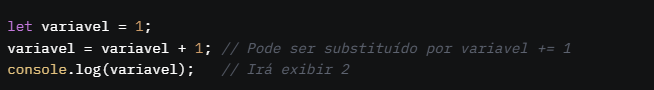 let variavel = 1;
variavel = variavel + 1; // Pode ser substituído por variavel += 1
console.log(variavel);   // Irá exibir 2